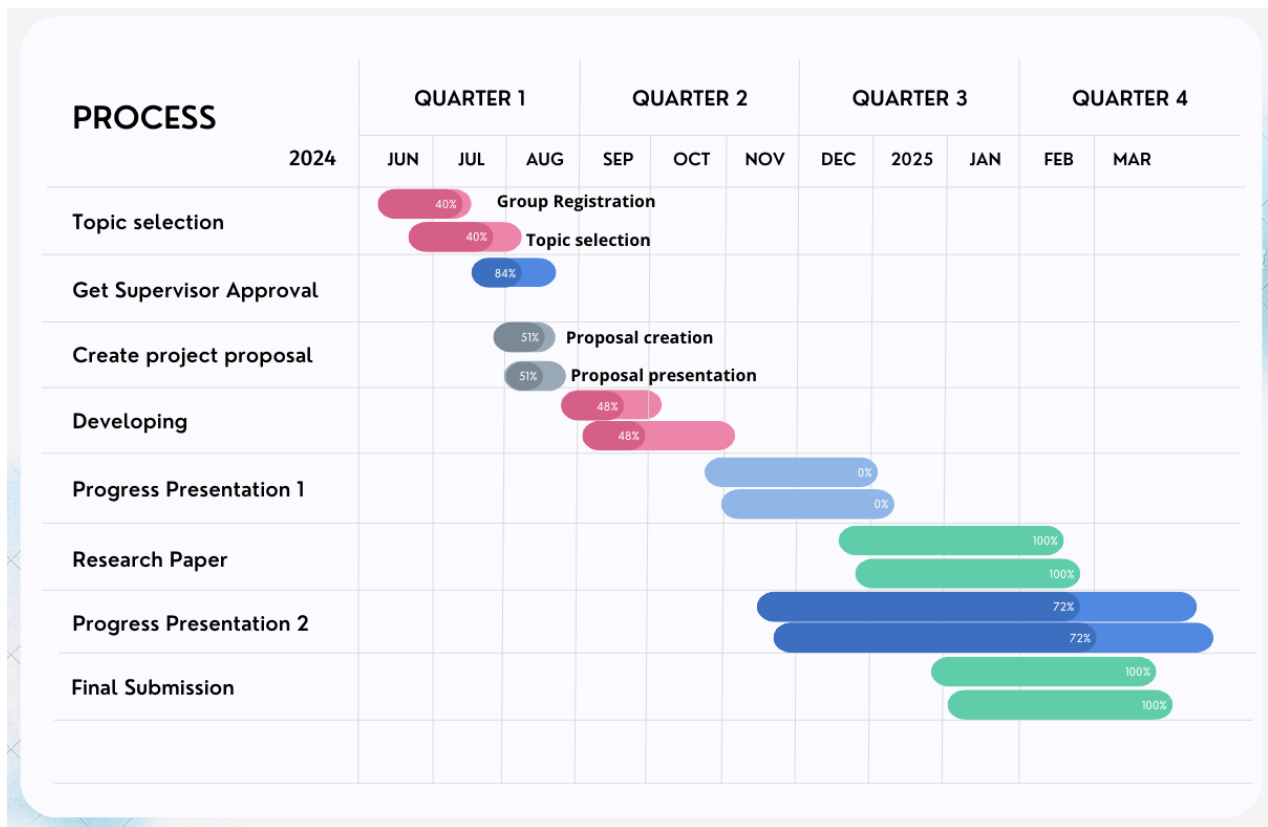 QUARTER 1 QUARTER 2 QUARTER 3 QUARTER 4
PROCESS
2024 JUN JUL AUG SEP OCT NOV DEC 2025 JAN FEB MAR
40% Group Registration
Topic selection
40% Topic selection
84%
Get Supervisor Approval
51% Proposal creation
Create project proposal
51% Proposal presentation
48%
Developing
48%
0%
Progress Presentation 1
0%
100%
Research Paper
100%
72%
Progress Presentation 2
72%
100%
Final Submission
100%